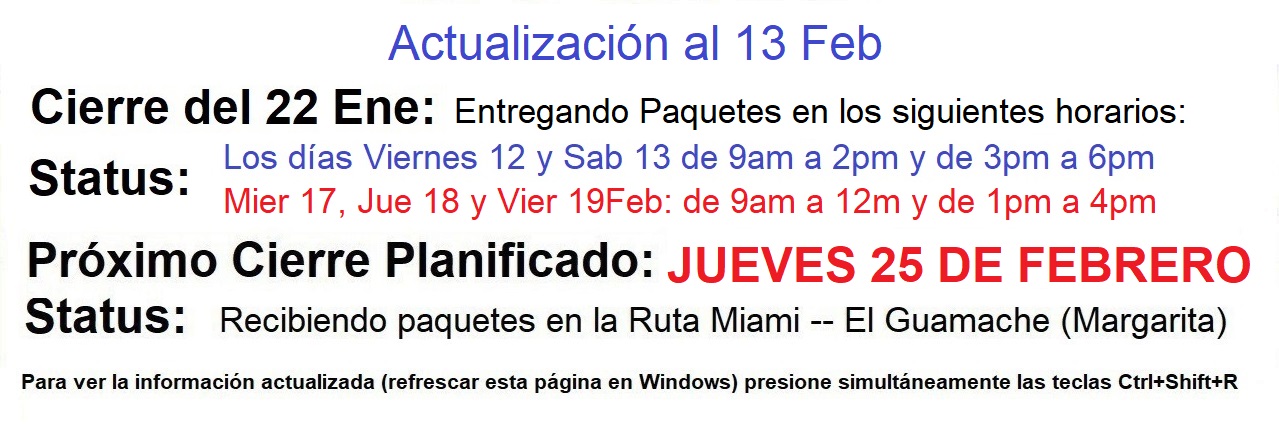 Actualización al 13 Feb
Cierre del 22 Ene: Entregando Paquetes en los siguientes horarios:
Status: Los días Viernes 12 y Sab 13 de 9am a 2pm y de 3pm a 6pm
Mier 17, Jue 18 y Vier 19Feb: de 9am a 12m y de 1pm a 4pm
Próximo Cierre Planificado: JUEVES 25 DE FEBRERO
Status: Recibiendo paquetes en la Ruta Miami -- El Guamache (Margarita)
Para ver la información actualizada (refrescar esta página en Windows) presione simultáneamente las teclas Ctrl+Shift+R